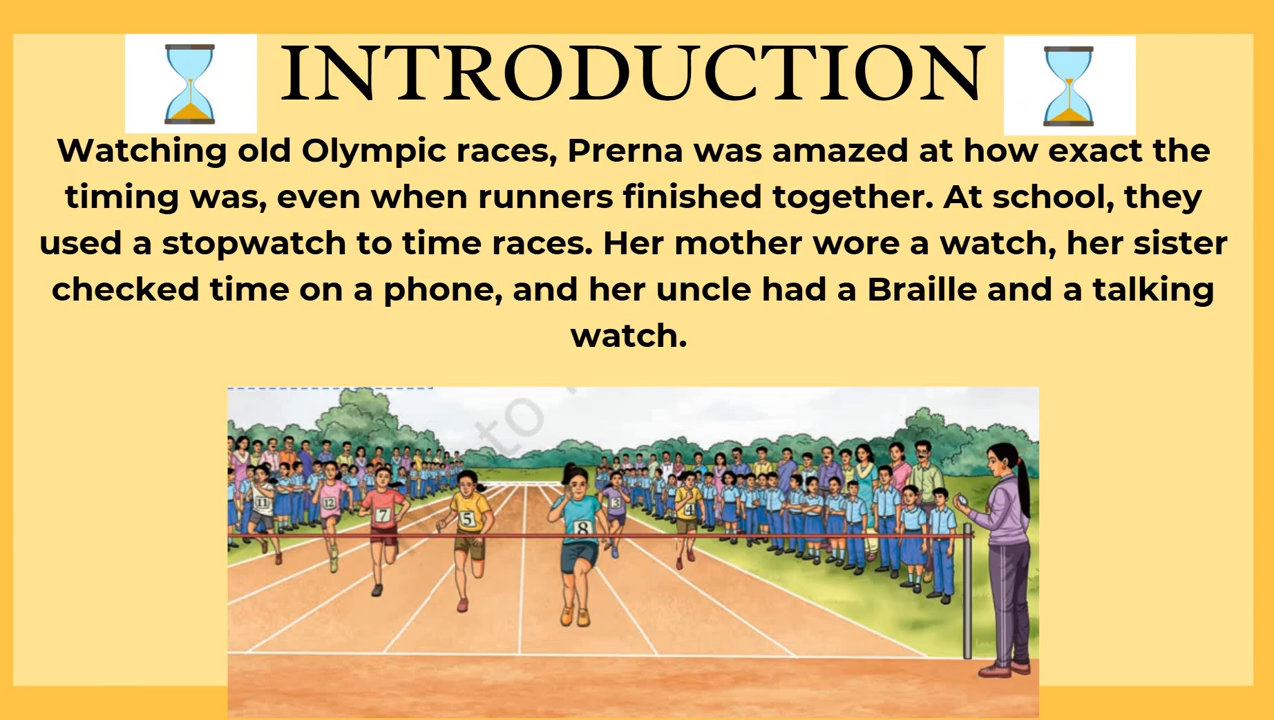 INTRODUCTION
Watching old Olympic races, Prerna was amazed at how exact the
timing was, even when runners finished together. At school, they
used a stopwatch to time races. Her mother wore a watch, her sister
checked time on a phone, and her uncle had a Braille and a talking
watch.
to
11
12
7
5
8
3
4